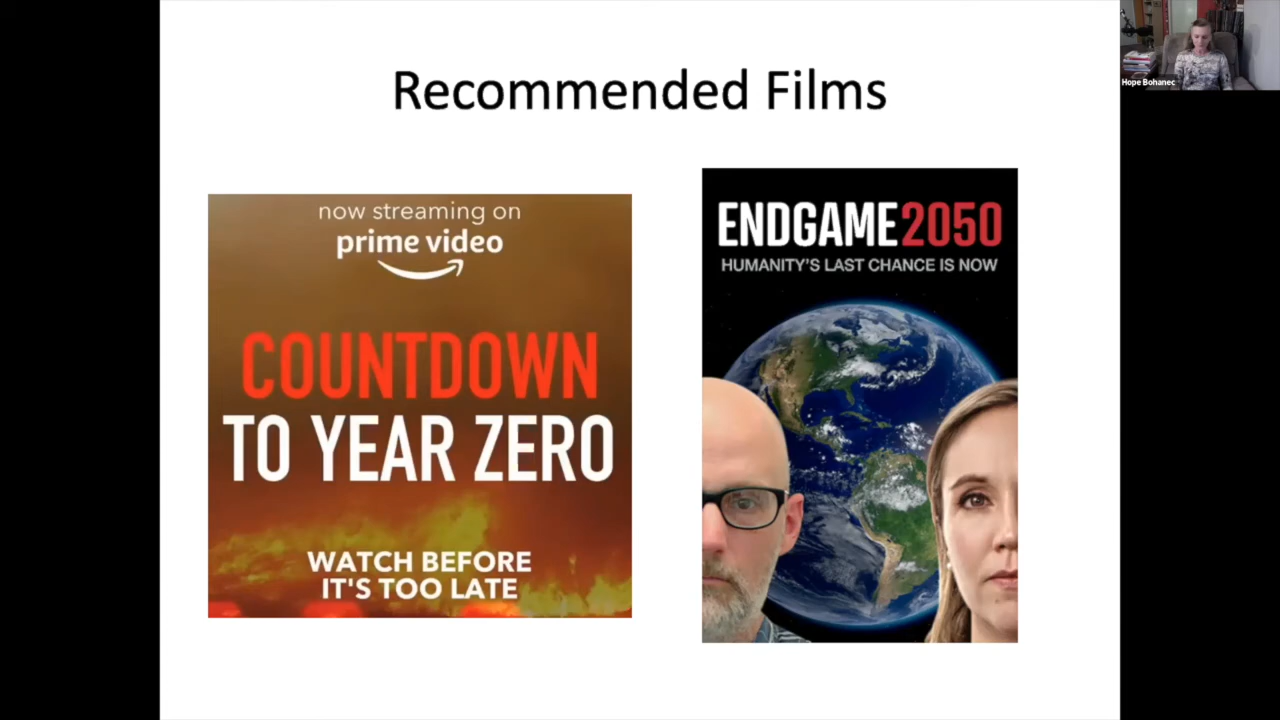 Recommended Films
now streaming on
prime video
COUNTDOWN
TO YEAR ZERO
WATCH BEFORE
IT'S TOO LATE
ENDGAME2050
HUMANITY'S LAST CHANCE IS NOW
Hope Bohanec